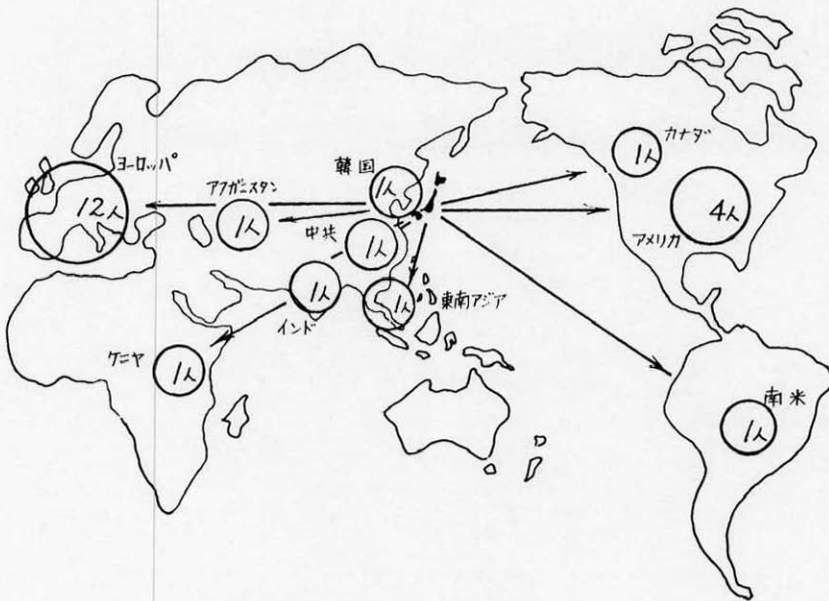 カナダ
1人
ヨーロッパ
12人
アフガニスタン
1人
韓国
1人
アメリカ
4人
中共
1人
インド
1人
東南アジア
1人
ケニヤ
1人
南米
1人